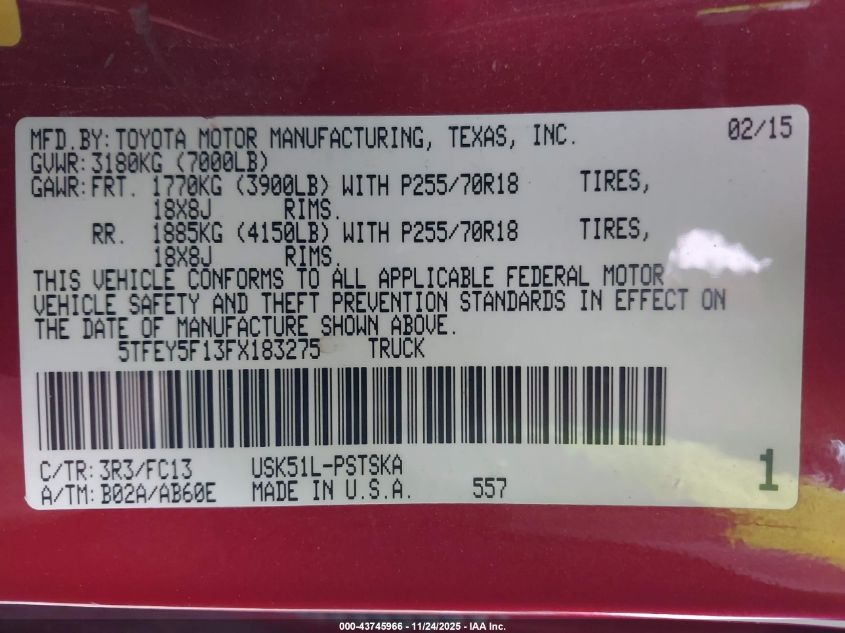 MFD.BY: TOYOTA MOTOR MANUFACTURING, TEXAS, INC. 02/15
GVWR: 3180KG (7000LB)
GAWR: FRT. 1770KG (3900LB) WITH P255/70R18 TIRES,
18X8J RIMS.
RR. 1885KG (4150LB) WITH P255/70R18 TIRES,
18X8J RIMS.
THIS VEHICLE CONFORMS TO ALL APPLICABLE FEDERAL MOTOR
VEHICLE SAFETY AND THEFT PREVENTION STANDARDS IN EFFECT ON
THE DATE OF MANUFACTURE SHOWN ABOVE.
5TFEY5F13FX183275 TRUCK
C/TR: 3R3/FC13 USK51L-PSTSKA
A/TM: B02A/AB60E MADE IN U.S.A. 557 1
000-43745966 - 11/24/2025 - IAA Inc.